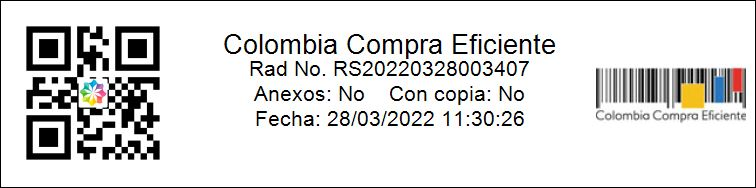 Colombia Compra Eficiente
Rad No. RS20220328003407
Anexos: No    Con copia: No
Fecha: 28/03/2022 11:30:26
Colombia Compra Eficiente